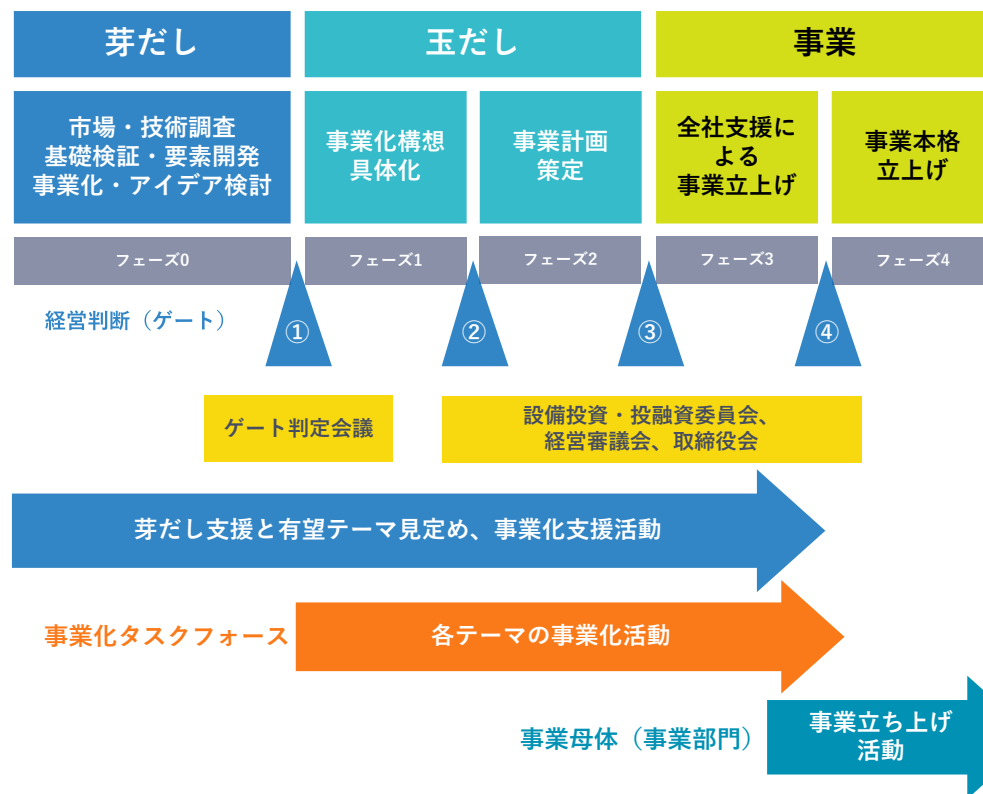 芽だし
玉だし
事業
市場・技術調査
基礎検証・要素開発
事業化・アイデア検討
事業化構想
具体化
事業計画
策定
全社支援に
よる
事業立上げ
事業本格
立上げ
フェーズ0
フェーズ1
フェーズ2
フェーズ3
フェーズ4
経営判断（ゲート）
①
②
③
④
ゲート判定会議
設備投資・投融資委員会、
経営審議会、取締役会
芽だし支援と有望テーマ見定め、事業化支援活動
事業化タスクフォース
各テーマの事業化活動
事業母体（事業部門）
事業立ち上げ
活動